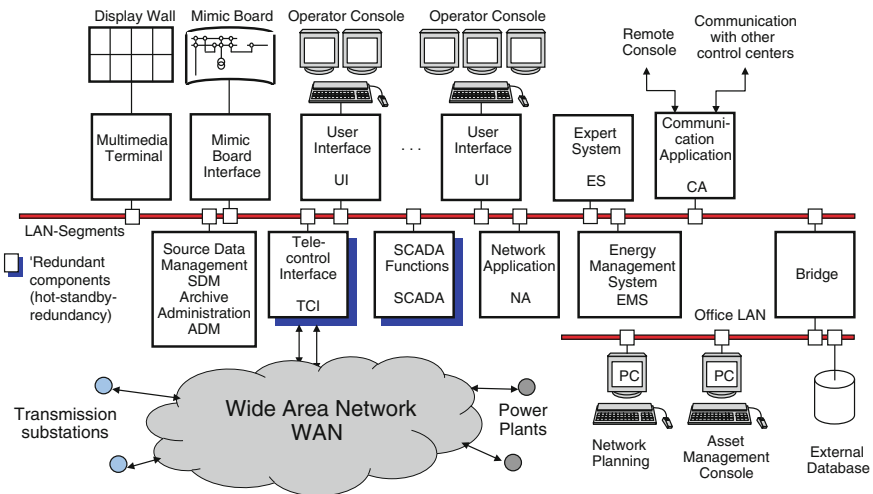 Display Wall
Mimic Board
Operator Console
Operator Console
Remote
Console
Communication
with other
control centers
Multimedia
Terminal
Mimic
Board
Interface
User
Interface
UI
. . .
User
Interface
UI
Expert
System
ES
Communi-
cation
Application
CA
LAN-Segments
'Redundant
components
(hot-standby-
redundancy)
Source Data
Management
SDM
Archive
Administration
ADM
Tele-
control
Interface
TCI
SCADA
Functions
SCADA
Network
Application
NA
Energy
Management
System
EMS
Bridge
Office LAN
Transmission
substations
Wide Area Network
WAN
Power
Plants
PC
PC
Network
Planning
Asset
Management
Console
External
Database